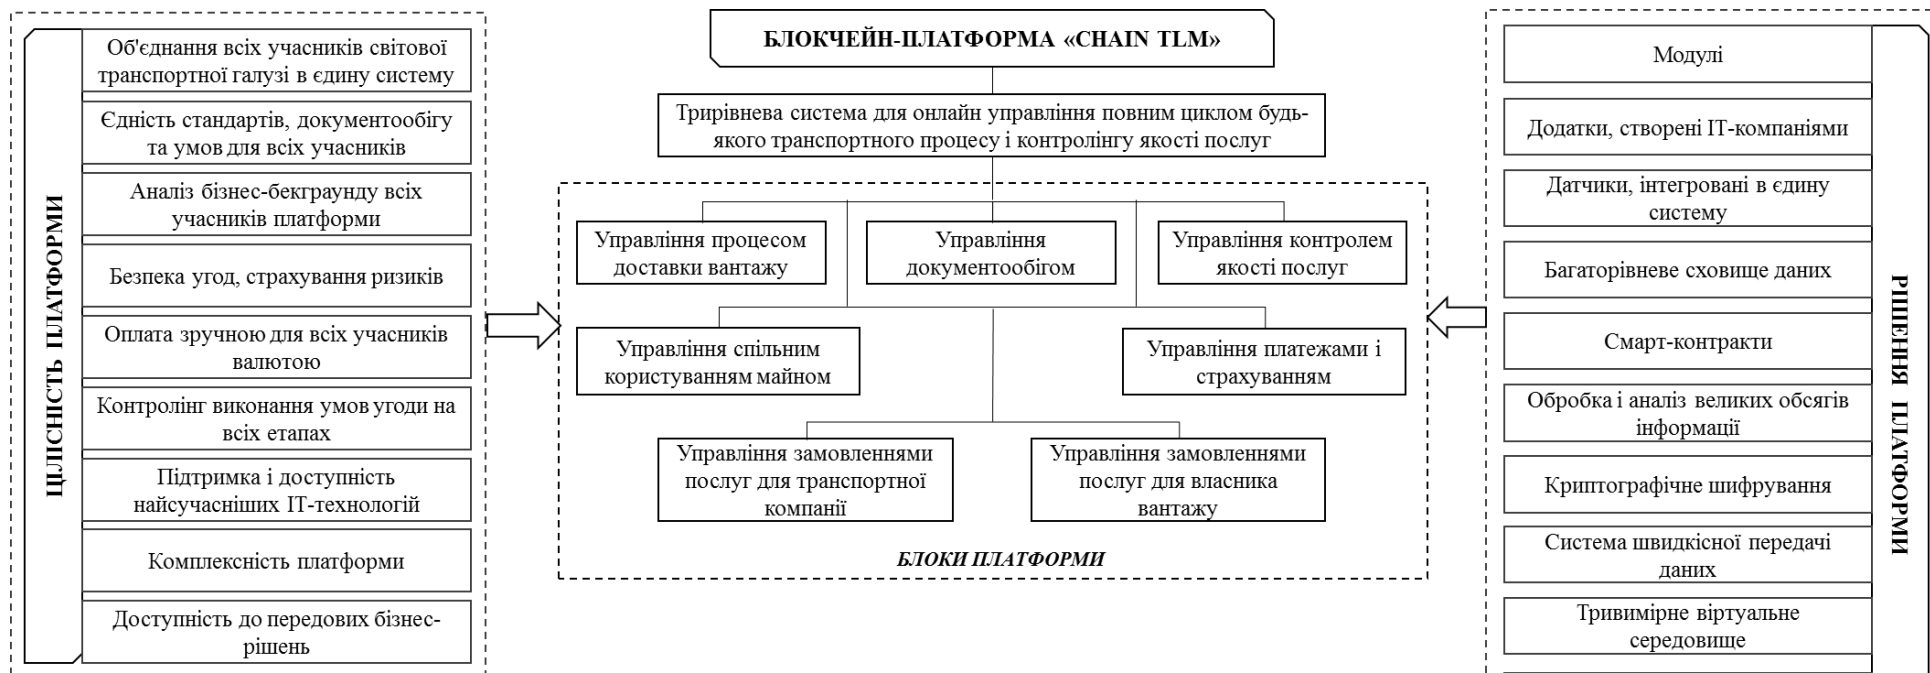 ЦІЛІСНІСТЬ ПЛАТФОРМИ
Об'єднання всіх учасників світової
транспортної галузі в єдину систему
Єдність стандартів, документообігу
та умов для всіх учасників
Аналіз бізнес-бекграунду всіх
учасників платформи
Безпека угод, страхування ризиків
Оплата зручною для всіх учасників
валютою
Контролінг виконання умов угоди на
всіх етапах
Підтримка і доступність
найсучасніших ІТ-технологій
Комплексність платформи
Доступність до передових бізнес-
рішень
БЛОКЧЕЙН-ПЛАТФОРМА «CHAIN TLM»
Трирівнева система для онлайн управління повним циклом будь-
якого транспортного процесу і контролінгу якості послуг
Управління процесом
доставки вантажу
Управління
документообігом
Управління контролем
якості послуг
Управління спільним
користуванням майном
Управління платежами і
страхуванням
Управління замовленнями
послуг для транспортної
компанії
Управління замовленнями
послуг для власника
вантажу
БЛОКИ ПЛАТФОРМИ
Модулі
Додатки, створені ІТ-компаніями
Датчики, інтегровані в єдину
систему
Багаторівневе сховище даних
Смарт-контракти
Обробка і аналіз великих обсягів
інформації
Криптографічне шифрування
Система швидкісної передачі
даних
Тривимірне віртуальне
середовище
РІШЕННЯ ПЛАТФОРМИ